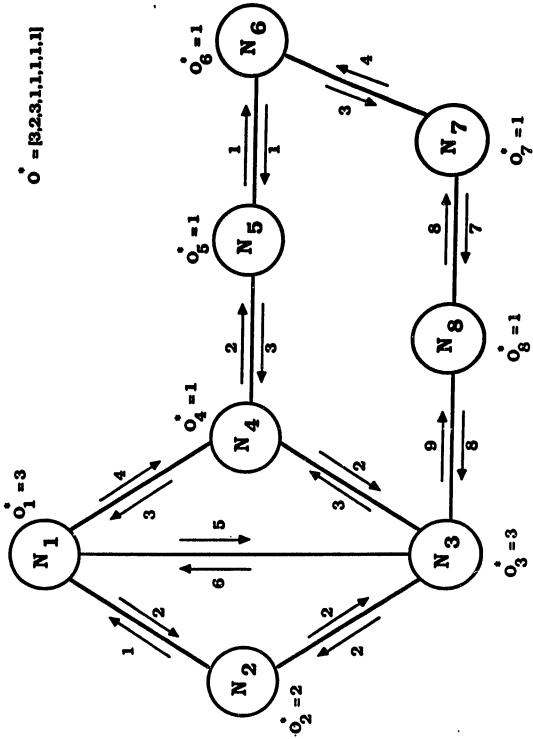 O*1=3
O* = [3,2,3,1,1,1,1,1]
N1
1
2
3
4
O*4=1
O*5=1
O*6=1
6
5
2
1
N2
N4
N5
N6
3
1
O*2=2
2
2
3
2
3
4
9
8
N3
N8
N7
8
7
O*3=3
O*8=1
O*7=1